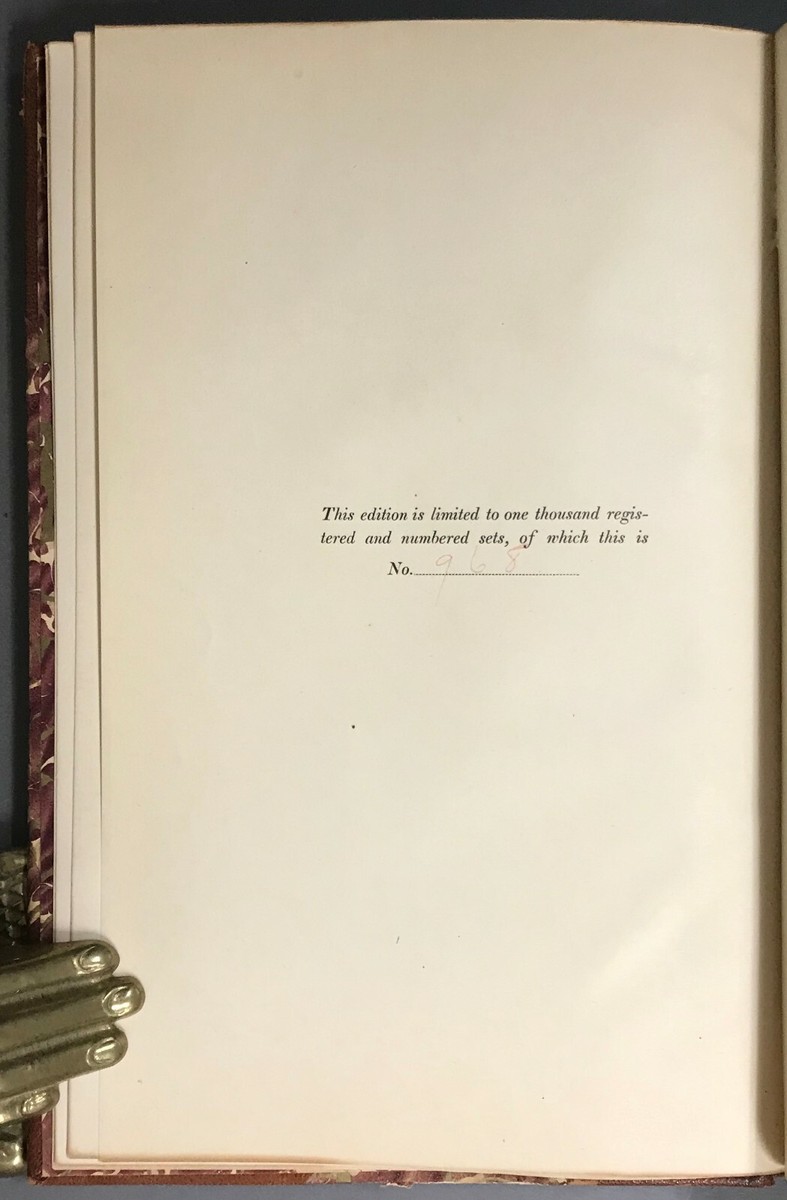 This edition is limited to one thousand regis-
tered and numbered sets, of which this is
No. 968